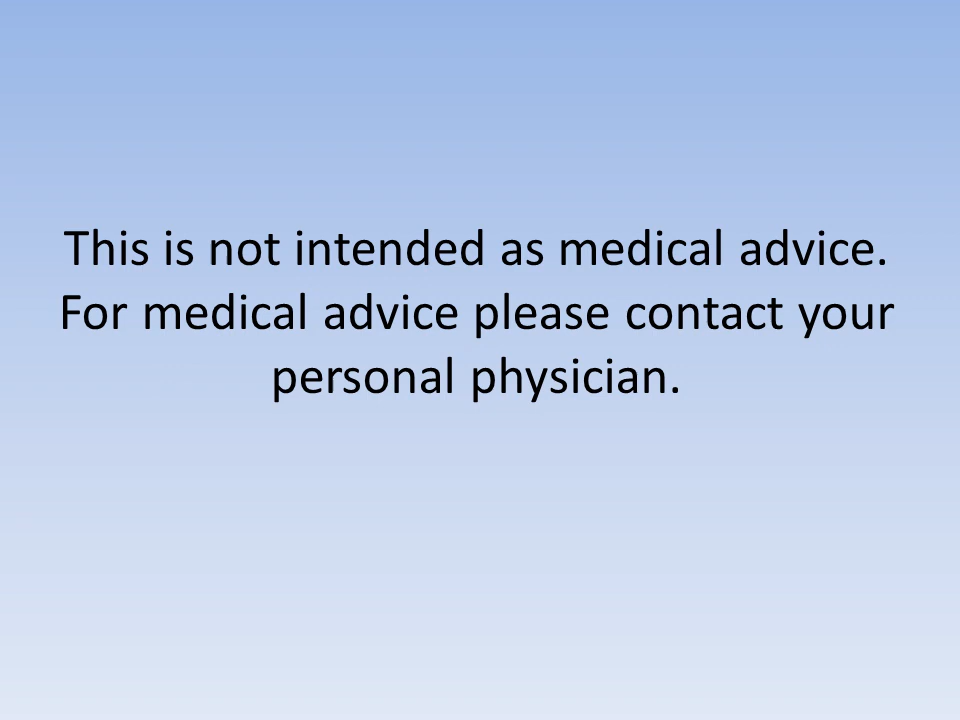 This is not intended as medical advice.
For medical advice please contact your
personal physician.